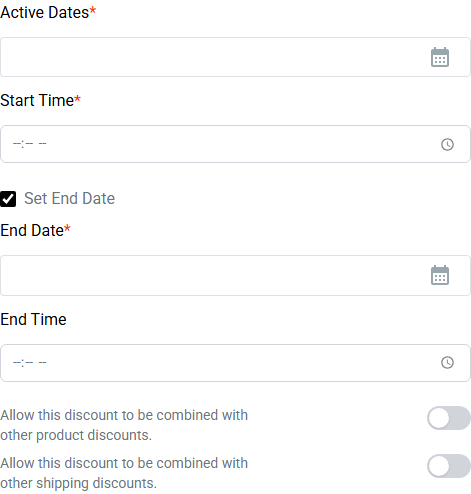 Active Dates*
Start Time*
--:-- --
Set End Date
End Date*
End Time
--:-- --
Allow this discount to be combined with
other product discounts.
Allow this discount to be combined with
other shipping discounts.